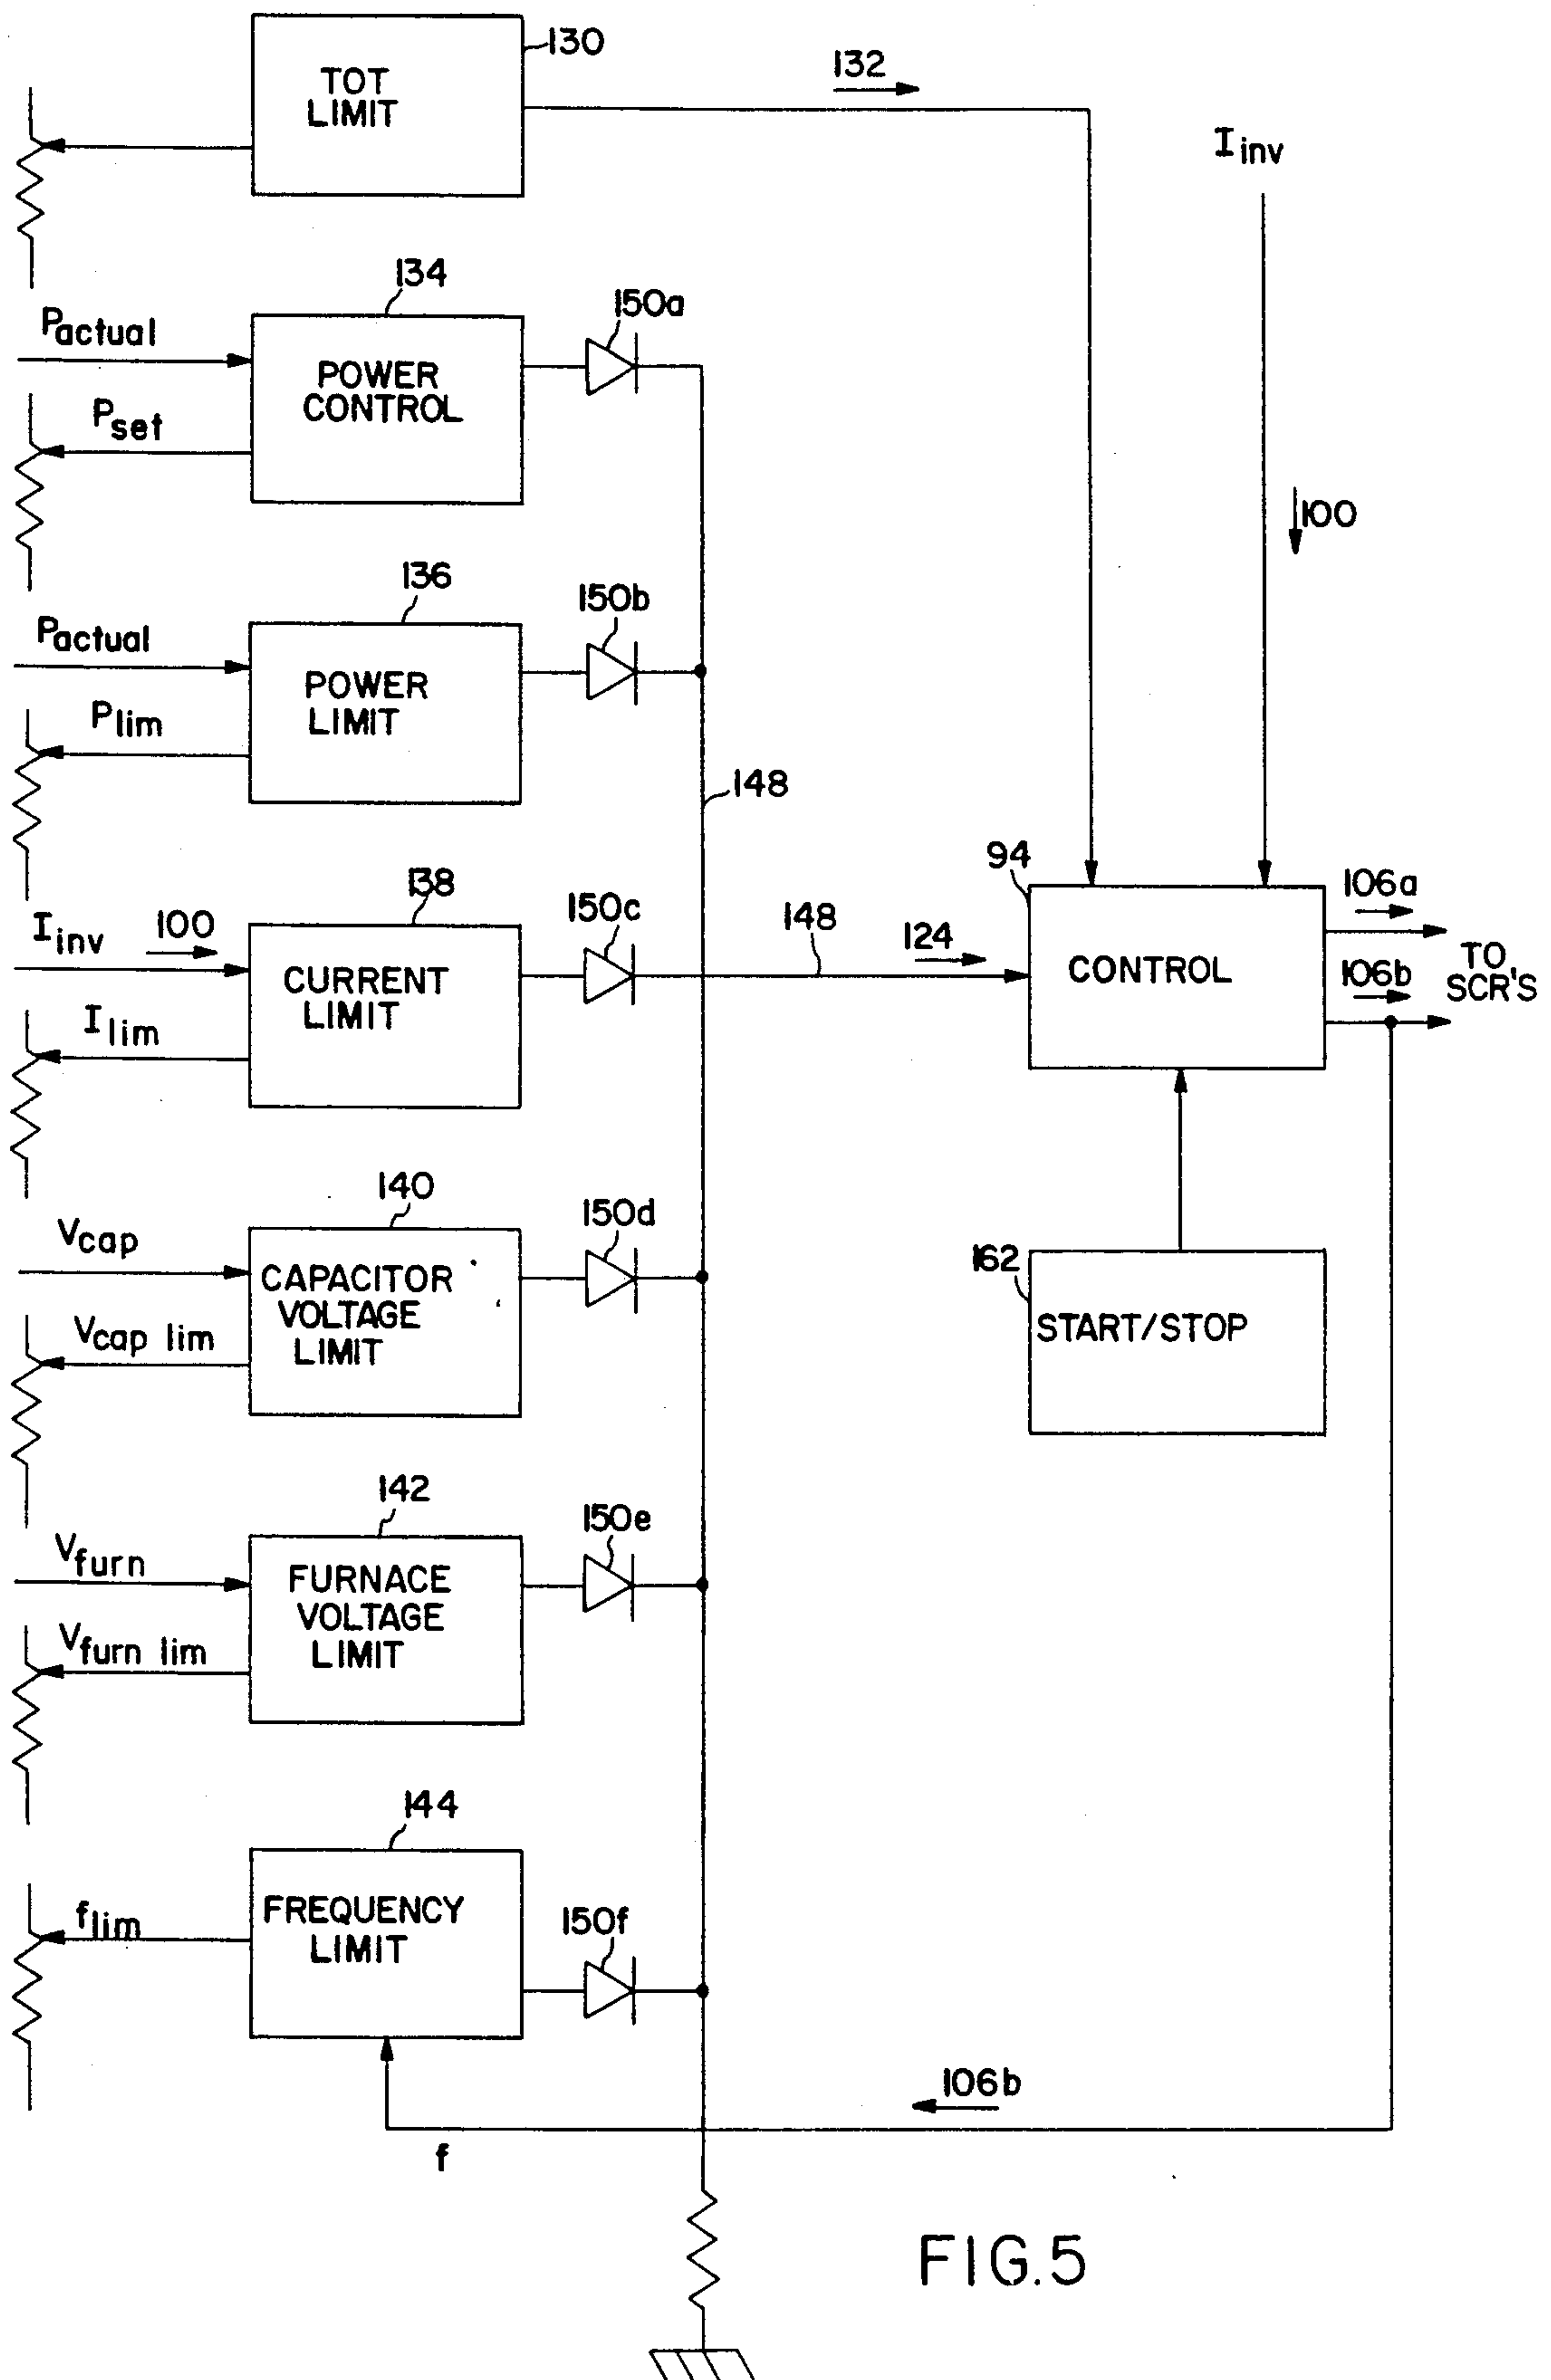 130
TOT
LIMIT
132
I inv
134
P actual
150a
POWER
CONTROL
P set
100
136
P actual
150b
POWER
LIMIT
P lim
148
138
94
106a
I inv
100
150c
148
124
CURRENT
LIMIT
CONTROL
TO
SCR'S
106b
I lim
140
150d
V cap
162
CAPACITOR
VOLTAGE
LIMIT
V cap lim
START/STOP
142
150e
V furn
FURNACE
VOLTAGE
LIMIT
V furn lim
144
f lim
FREQUENCY
LIMIT
150f
106b
f
FIG.5